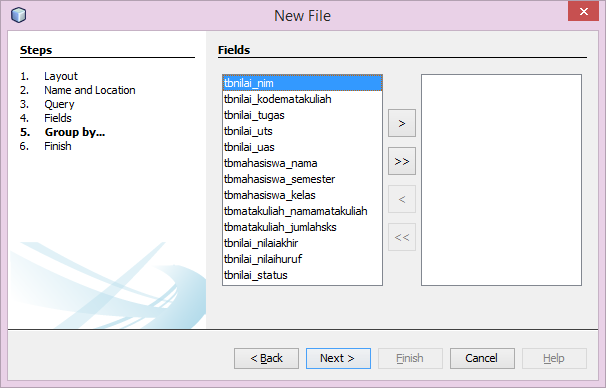 New File
Steps
1. Layout
2. Name and Location
3. Query
4. Fields
5. Group by...
6. Finish
Fields
tbnilai_nim
tbnilai_kodematakuliah
tbnilai_tugas
tbnilai_uts
tbnilai_uas
tbmahasiswa_nama
tbmahasiswa_semester
tbmahasiswa_kelas
tbmatakuliah_namamatakuliah
tbmatakuliah_jumlahsks
tbnilai_nilaiakhir
tbnilai_nilaihuruf
tbnilai_status
>
>>
<
<<
< Back
Next >
Finish
Cancel
Help